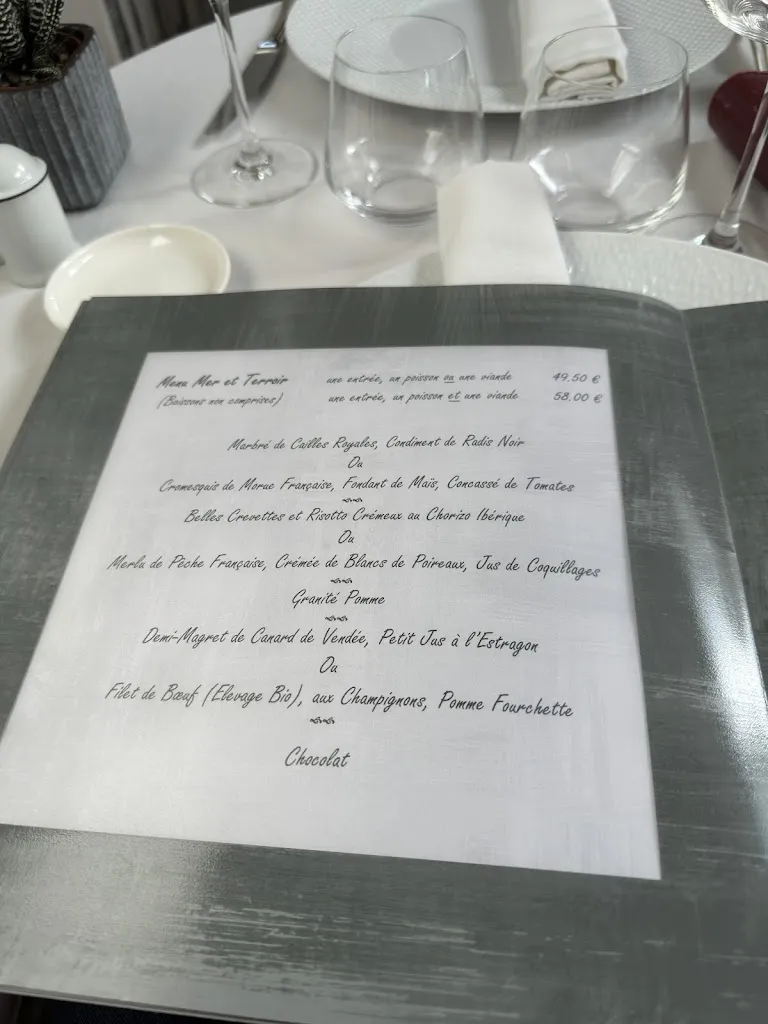 Menu Mer et Terroir une entrée, un poisson ou une viande 49.50 €
(Boissons non comprises) une entrée, un poisson et une viande 58.00 €
Marbré de Cailles Royales, Condiment de Radis Noir
Ou
Cromesquis de Morue Française, Fondant de Maïs, Concassé de Tomates
Belles Crevettes et Risotto Crémeux au Chorizo Ibérique
Ou
Merlu de Pêche Française, Crémée de Blancs de Poireaux, Jus de Coquillages
Granité Pomme
Demi-Magret de Canard de Vendée, Petit Jus à l'Estragon
Ou
Filet de Bœuf (Elevage Bio), aux Champignons, Pomme Fourchette
Chocolat